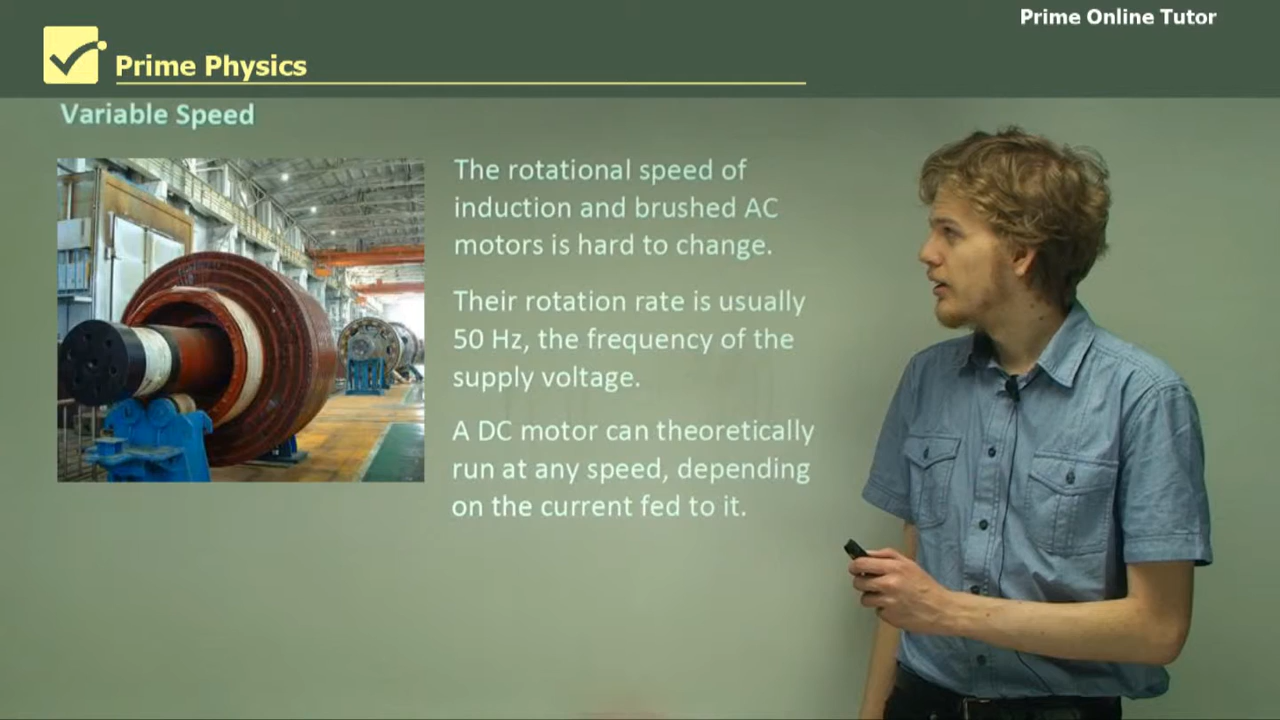 Prime Online Tutor
Prime Physics
Variable Speed
The rotational speed of
induction and brushed AC
motors is hard to change.
Their rotation rate is usually
50 Hz, the frequency of the
supply voltage.
A DC motor can theoretically
run at any speed, depending
on the current fed to it.